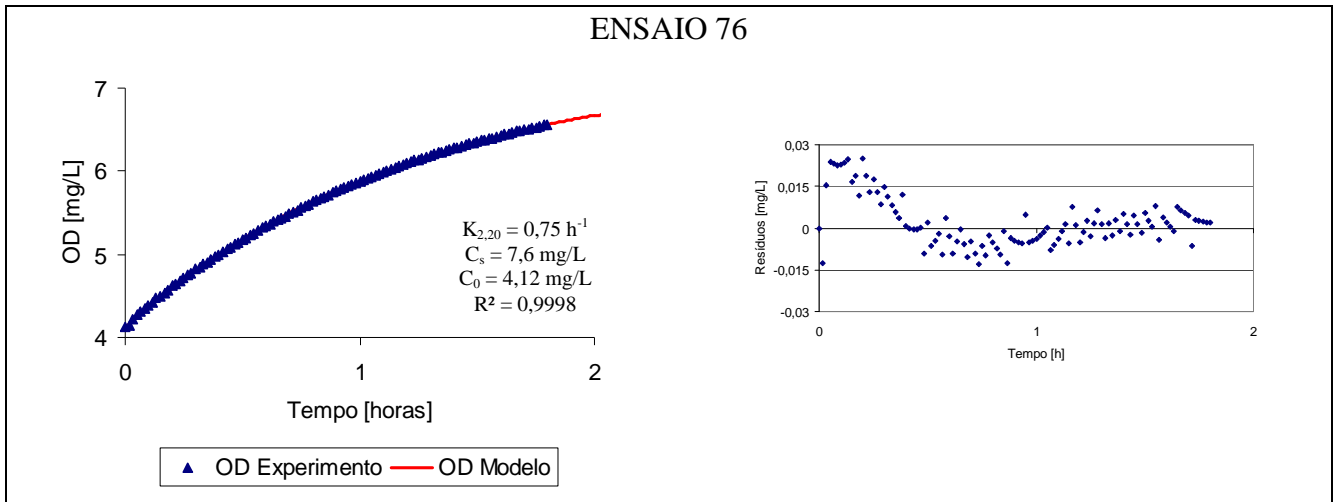 ENSAIO 76
7
6
5
4
OD [mg/L]
0
1
2
Tempo [horas]
K2,20 = 0,75 h-1
Cs = 7,6 mg/L
C0 = 4,12 mg/L
R² = 0,9998
OD Experimento
OD Modelo
0,03
0,015
0
-0,015
-0,03
Resíduos [mg/L]
0
1
2
Tempo [h]